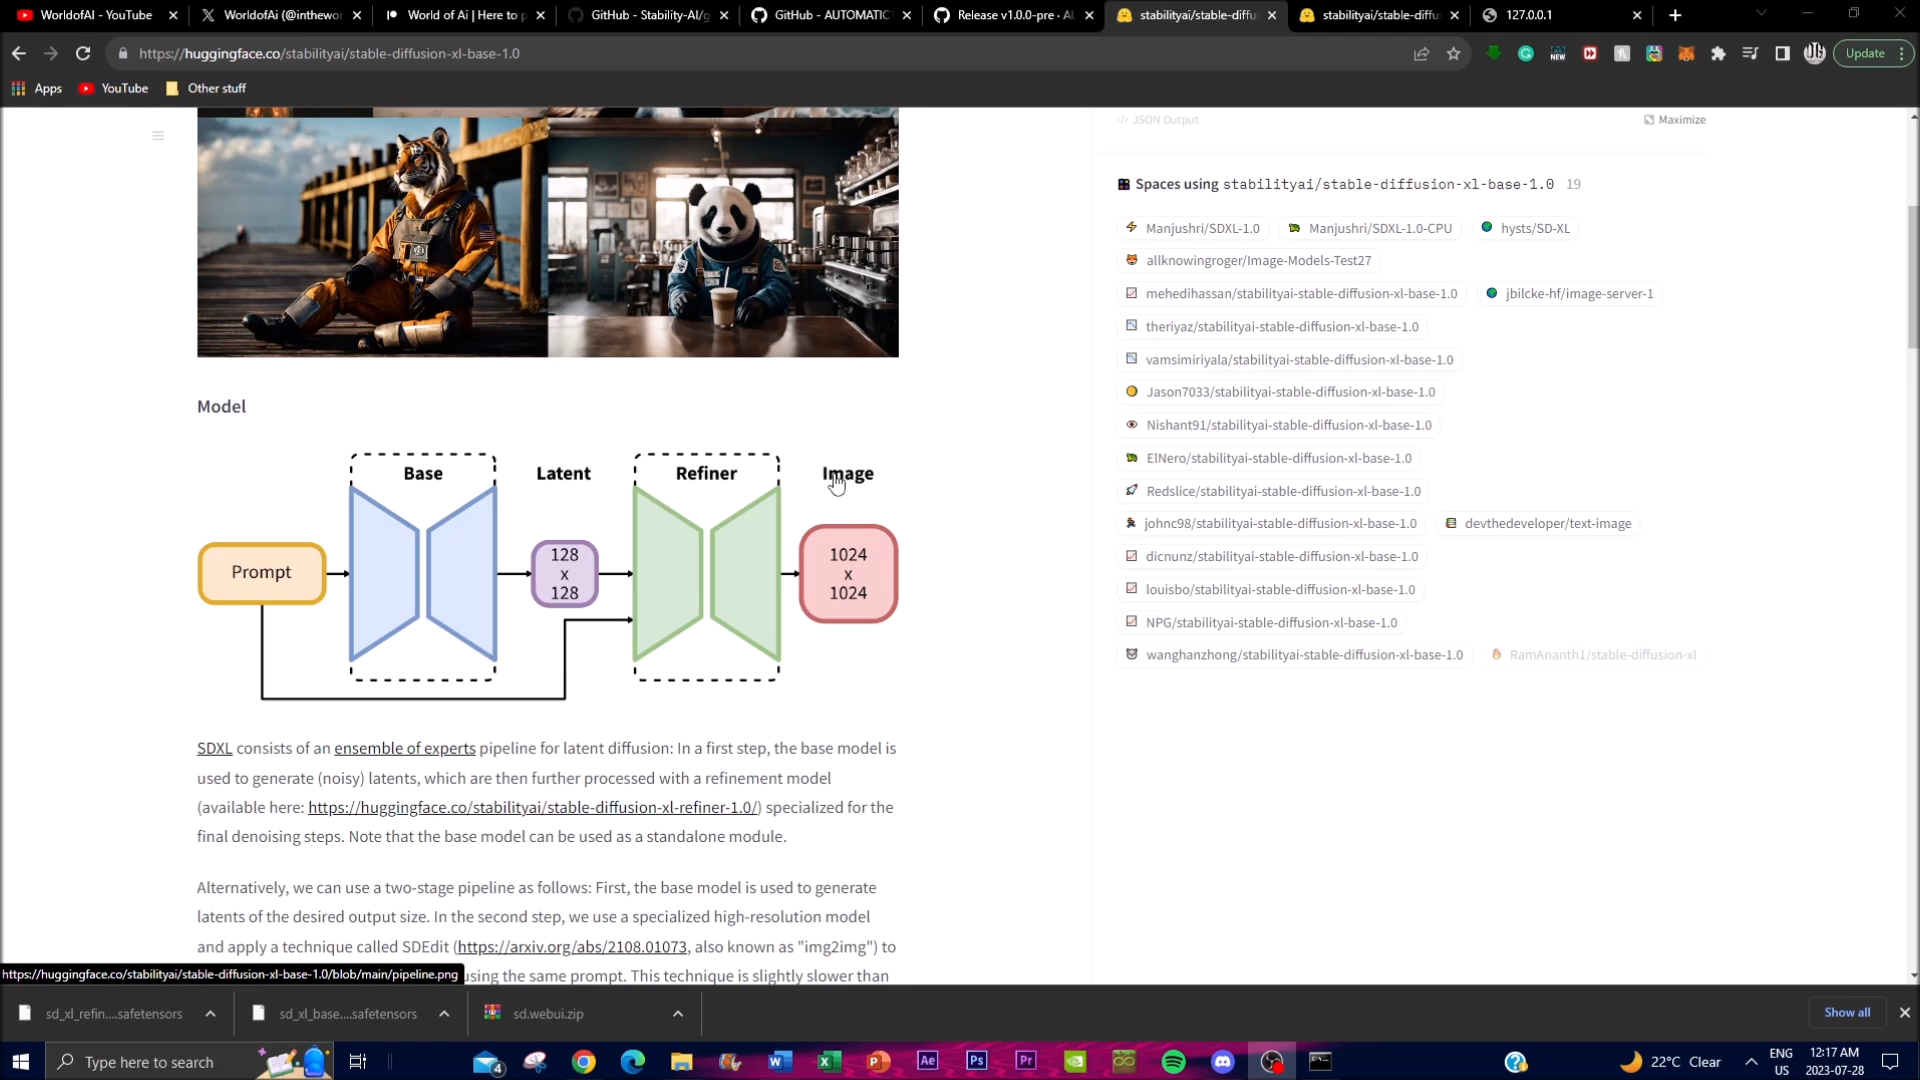 WorldofAI - YouTube
WorldofAi (@inthewor
World of Ai | Here to p
GitHub - Stability-AI/g
GitHub - AUTOMATIC
Release v1.0.0-pre · AU
stabilityai/stable-diffu
stabilityai/stable-diffus
127.0.0.1
https://huggingface.co/stabilityai/stable-diffusion-xl-base-1.0
NEW
Update
Apps
YouTube
Other stuff
JSON Output
Maximize
Spaces using stabilityai/stable-diffusion-xl-base-1.0 19
Manjushri/SDXL-1.0
Manjushri/SDXL-1.0-CPU
hysts/SD-XL
allknowingroger/Image-Models-Test27
mehedihassan/stabilityai-stable-diffusion-xl-base-1.0
jbilcke-hf/image-server-1
theriyaz/stabilityai-stable-diffusion-xl-base-1.0
vamsimiriyala/stabilityai-stable-diffusion-xl-base-1.0
Jason7033/stabilityai-stable-diffusion-xl-base-1.0
Nishant91/stabilityai-stable-diffusion-xl-base-1.0
ElNero/stabilityai-stable-diffusion-xl-base-1.0
Redslice/stabilityai-stable-diffusion-xl-base-1.0
johnc98/stabilityai-stable-diffusion-xl-base-1.0
devthedeveloper/text-image
dicnunz/stabilityai-stable-diffusion-xl-base-1.0
louisbo/stabilityai-stable-diffusion-xl-base-1.0
NPG/stabilityai-stable-diffusion-xl-base-1.0
wanghanzhong/stabilityai-stable-diffusion-xl-base-1.0
RamAnanth1/stable-diffusion-xl
Model
Base
Latent
Refiner
Image
Prompt
128
x
128
1024
x
1024
SDXL consists of an ensemble of experts pipeline for latent diffusion: In a first step, the base model is
used to generate (noisy) latents, which are then further processed with a refinement model
(available here: https://huggingface.co/stabilityai/stable-diffusion-xl-refiner-1.0/) specialized for the
final denoising steps. Note that the base model can be used as a standalone module.
Alternatively, we can use a two-stage pipeline as follows: First, the base model is used to generate
latents of the desired output size. In the second step, we use a specialized high-resolution model
and apply a technique called SDEdit (https://arxiv.org/abs/2108.01073, also known as "img2img") to
using the same prompt. This technique is slightly slower than
https://huggingface.co/stabilityai/stable-diffusion-xl-base-1.0/blob/main/pipeline.png
sd_xl_refin....safetensors
sd_xl_base....safetensors
sd.webui.zip
Show all
Type here to search
4
Ae
Ps
Pr
22°C Clear
ENG
US
12:17 AM
2023-07-28